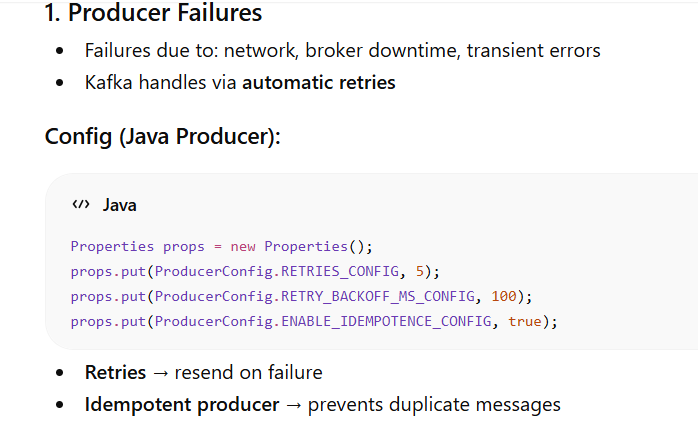 1. Producer Failures
• Failures due to: network, broker downtime, transient errors
• Kafka handles via automatic retries
Config (Java Producer):
</> Java
Properties props = new Properties();
props.put(ProducerConfig.RETRIES_CONFIG, 5);
props.put(ProducerConfig.RETRY_BACKOFF_MS_CONFIG, 100);
props.put(ProducerConfig.ENABLE_IDEMPOTENCE_CONFIG, true);
• Retries → resend on failure
• Idempotent producer → prevents duplicate messages